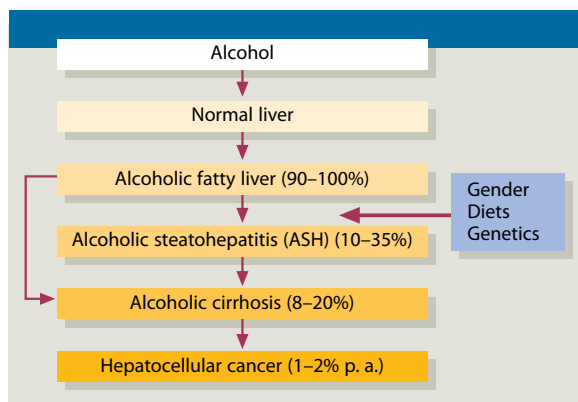 Alcohol
Normal liver
Alcoholic fatty liver (90–100%)
Gender
Diets
Genetics
Alcoholic steatohepatitis (ASH) (10–35%)
Alcoholic cirrhosis (8–20%)
Hepatocellular cancer (1–2% p. a.)